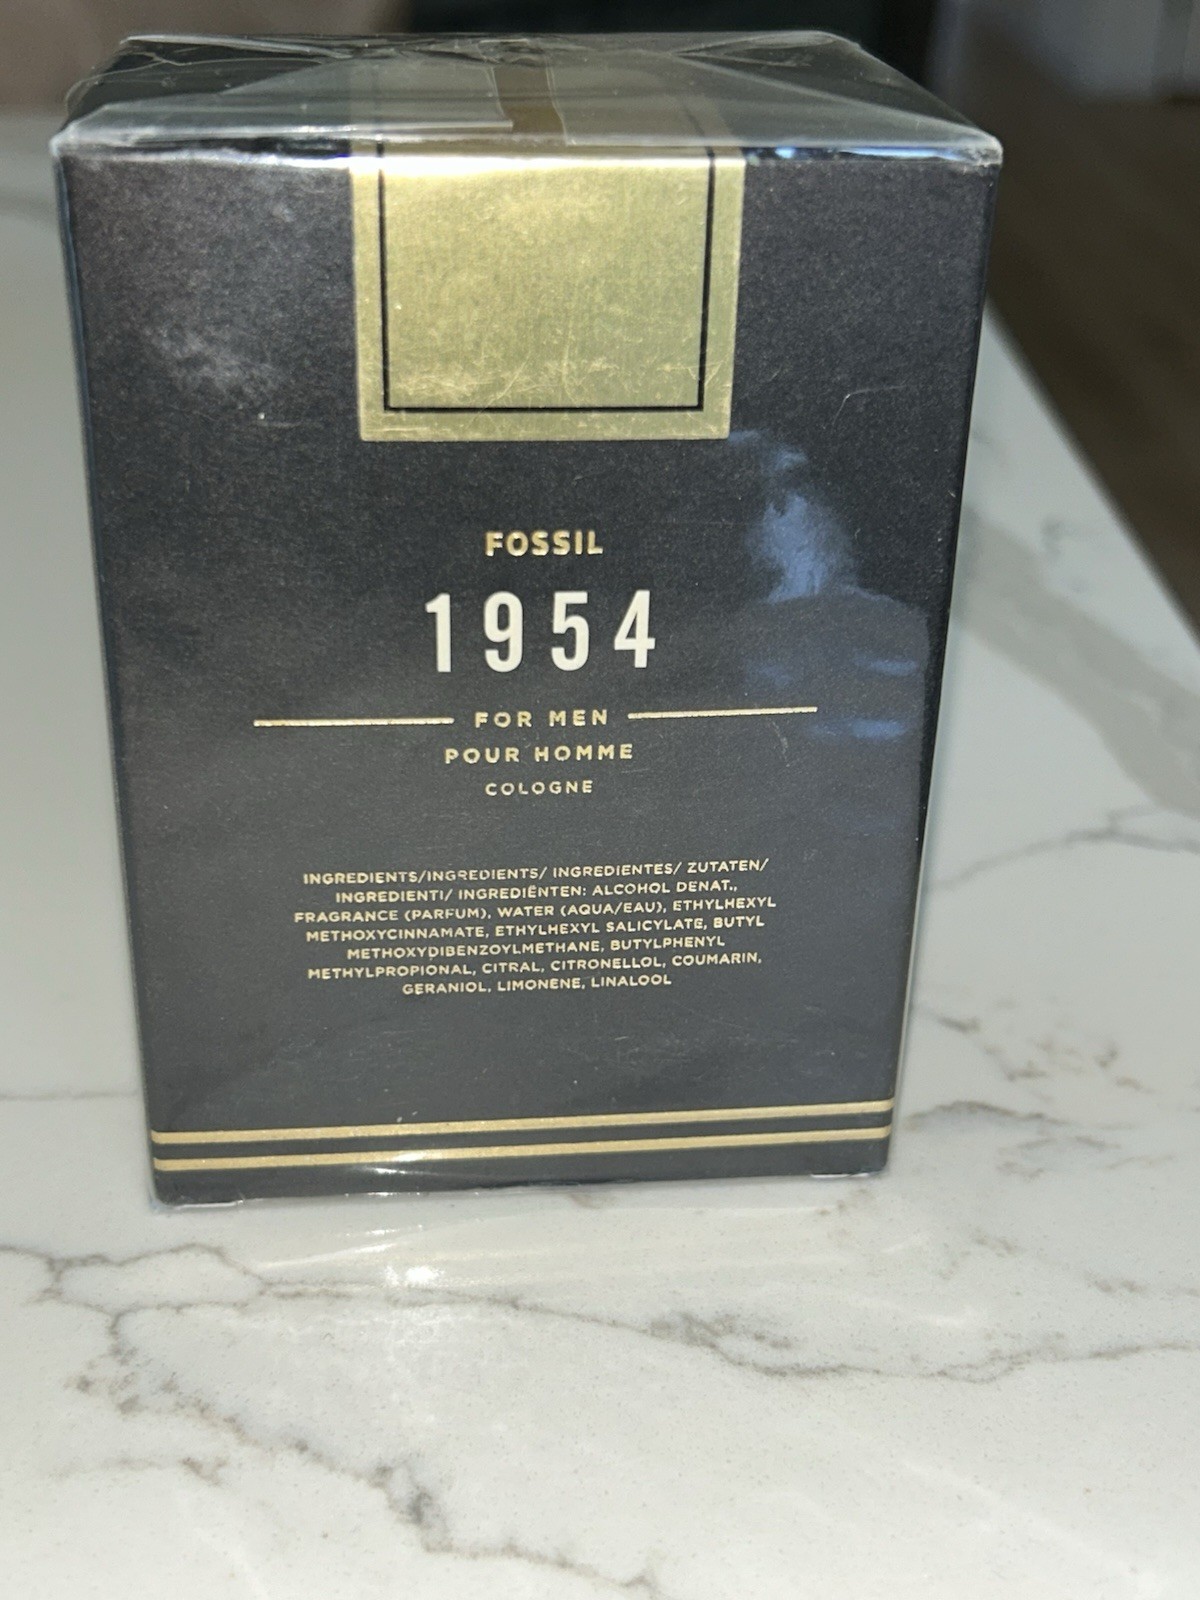 FOSSIL
1954
FOR MEN
POUR HOMME
COLOGNE
INGREDIENTS/INGREDIENTS/ INGREDIENTES/ ZUTATEN/
INGREDIENTI/ INGREDIËNTEN: ALCOHOL DENAT.,
FRAGRANCE (PARFUM), WATER (AQUA/EAU), ETHYLHEXYL
METHOXYCINNAMATE, ETHYLHEXYL SALICYLATE, BUTYL
METHOXYDIBENZOYLMETHANE, BUTYLPHENYL
METHYLPROPIONAL, CITRAL, CITRONELLOL, COUMARIN,
GERANIOL, LIMONENE, LINALOOL